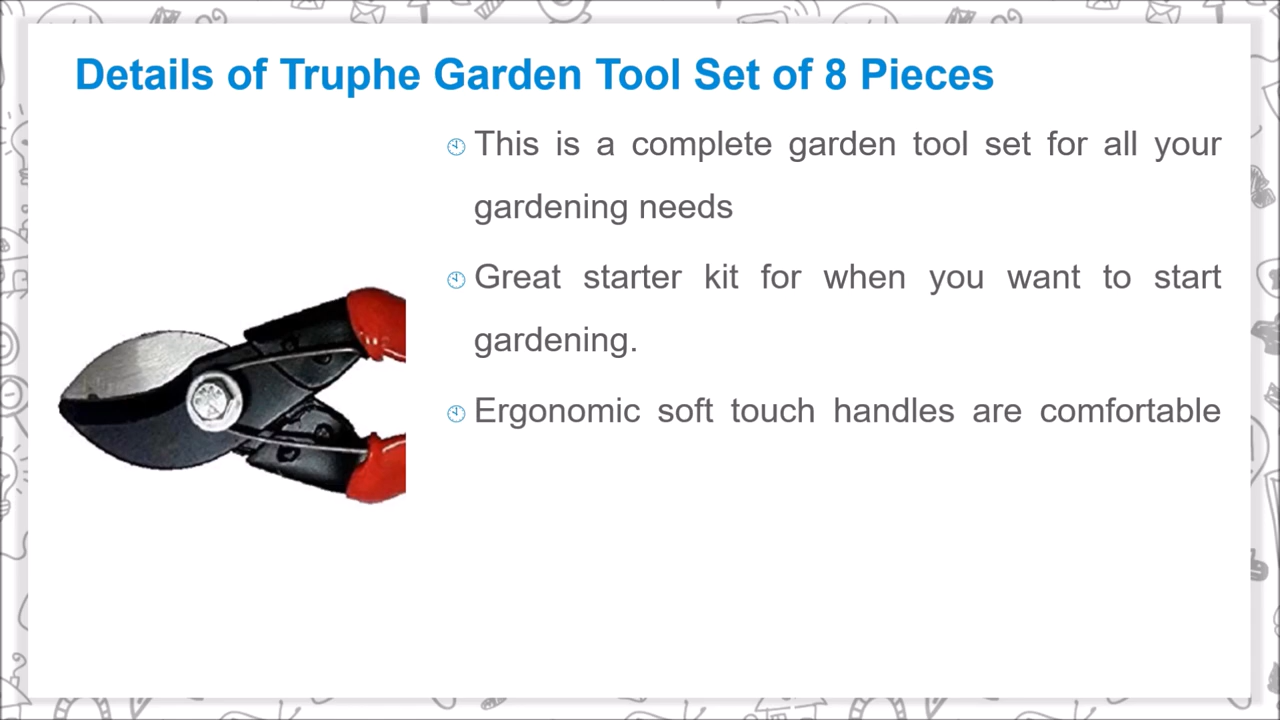 Details of Truphe Garden Tool Set of 8 Pieces
This is a complete garden tool set for all your
gardening needs
Great starter kit for when you want to start
gardening.
Ergonomic soft touch handles are comfortable